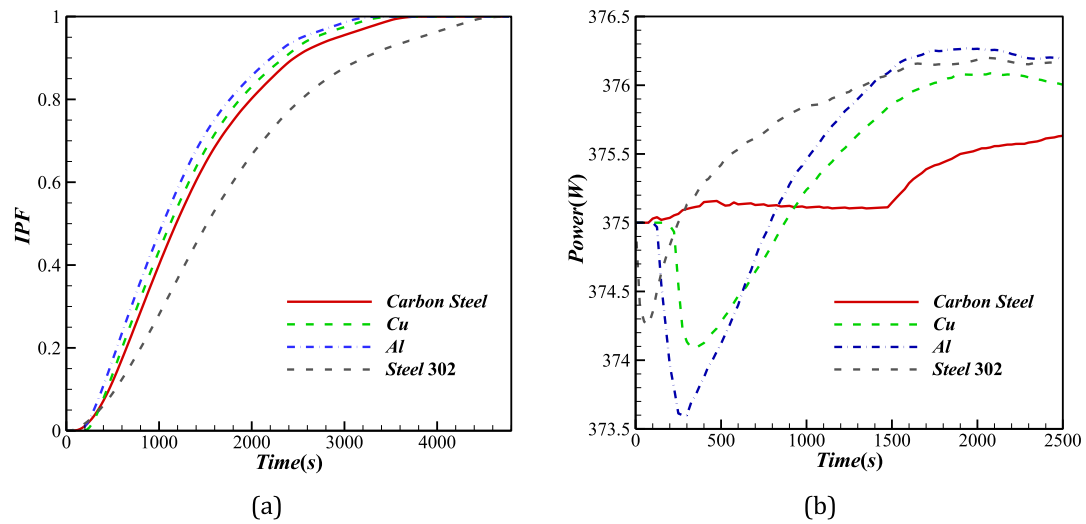 IPF
1
0.8
0.6
0.4
0.2
0
0
1000
2000
3000
4000
Time(s)
Carbon Steel
Cu
Al
Steel 302
(a)
Power(W)
376.5
376
375.5
375
374.5
374
373.5
0
500
1000
1500
2000
2500
Time(s)
Carbon Steel
Cu
Al
Steel 302
(b)